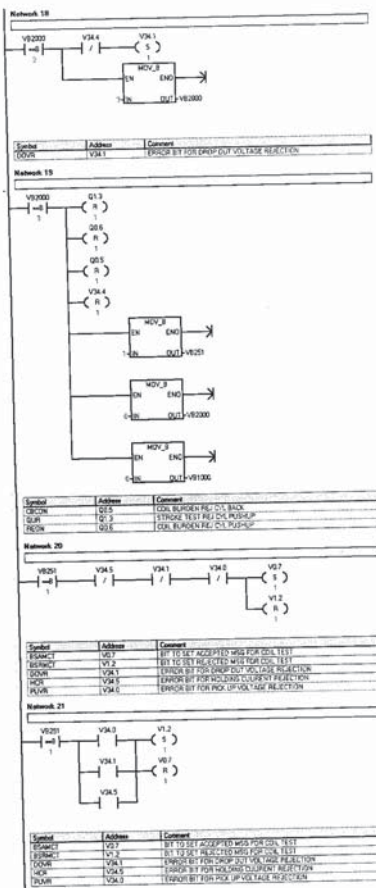 Network 18
VB2000 V34.4 V34.1
==B / S
1
MOV_B
EN ENO
IN OUT VB2000
Symbol Address Comment
DOVR V34.1 ERROR BIT FOR DROP OUT VOLTAGE REJECTION
Network 19
VB2000 Q1.3
==B R
1
Q0.6
R
1
Q0.5
R
1
V34.4
R
1
MOV_B
EN ENO
1 IN OUT VB251
MOV_B
EN ENO
0 IN OUT VB2000
MOV_B
EN ENO
0 IN OUT VB1000
Symbol Address Comment
Q0.5 COIL BURDEN REJ CYL BACK
Q1.3 STROKE TEST REJ CYL PUSHUP
Q0.6 COIL BURDEN REJ CYL PUSHUP
Network 20
VB251 V34.5 V34.1 V34.0 V0.7
==B / / / S
1 1
V1.2
R
1
Symbol Address Comment
BSAMCT V0.7 BIT TO SET ACCEPTED MSG FOR COIL TEST
BSRMCT V1.2 BIT TO SET REJECTED MSG FOR COIL TEST
DOVR V34.1 ERROR BIT FOR DROP OUT VOLTAGE REJECTION
HCR V34.5 ERROR BIT FOR HOLDING CUURENT REJECTION
PUVR V34.0 ERROR BIT FOR PICK UP VOLTAGE REJECTION
Network 21
VB251 V34.0 V1.2
==B S
1 1
V34.1 V0.7
R
1
V34.5
Symbol Address Comment
BSAMCT V0.7 BIT TO SET ACCEPTED MSG FOR COIL TEST
BSRMCT V1.2 BIT TO SET REJECTED MSG FOR COIL TEST
DOVR V34.1 ERROR BIT FOR DROP OUT VOLTAGE REJECTION
HCR V34.5 ERROR BIT FOR HOLDING CUURENT REJECTION
PUVR V34.0 ERROR BIT FOR PICK UP VOLTAGE REJECTION